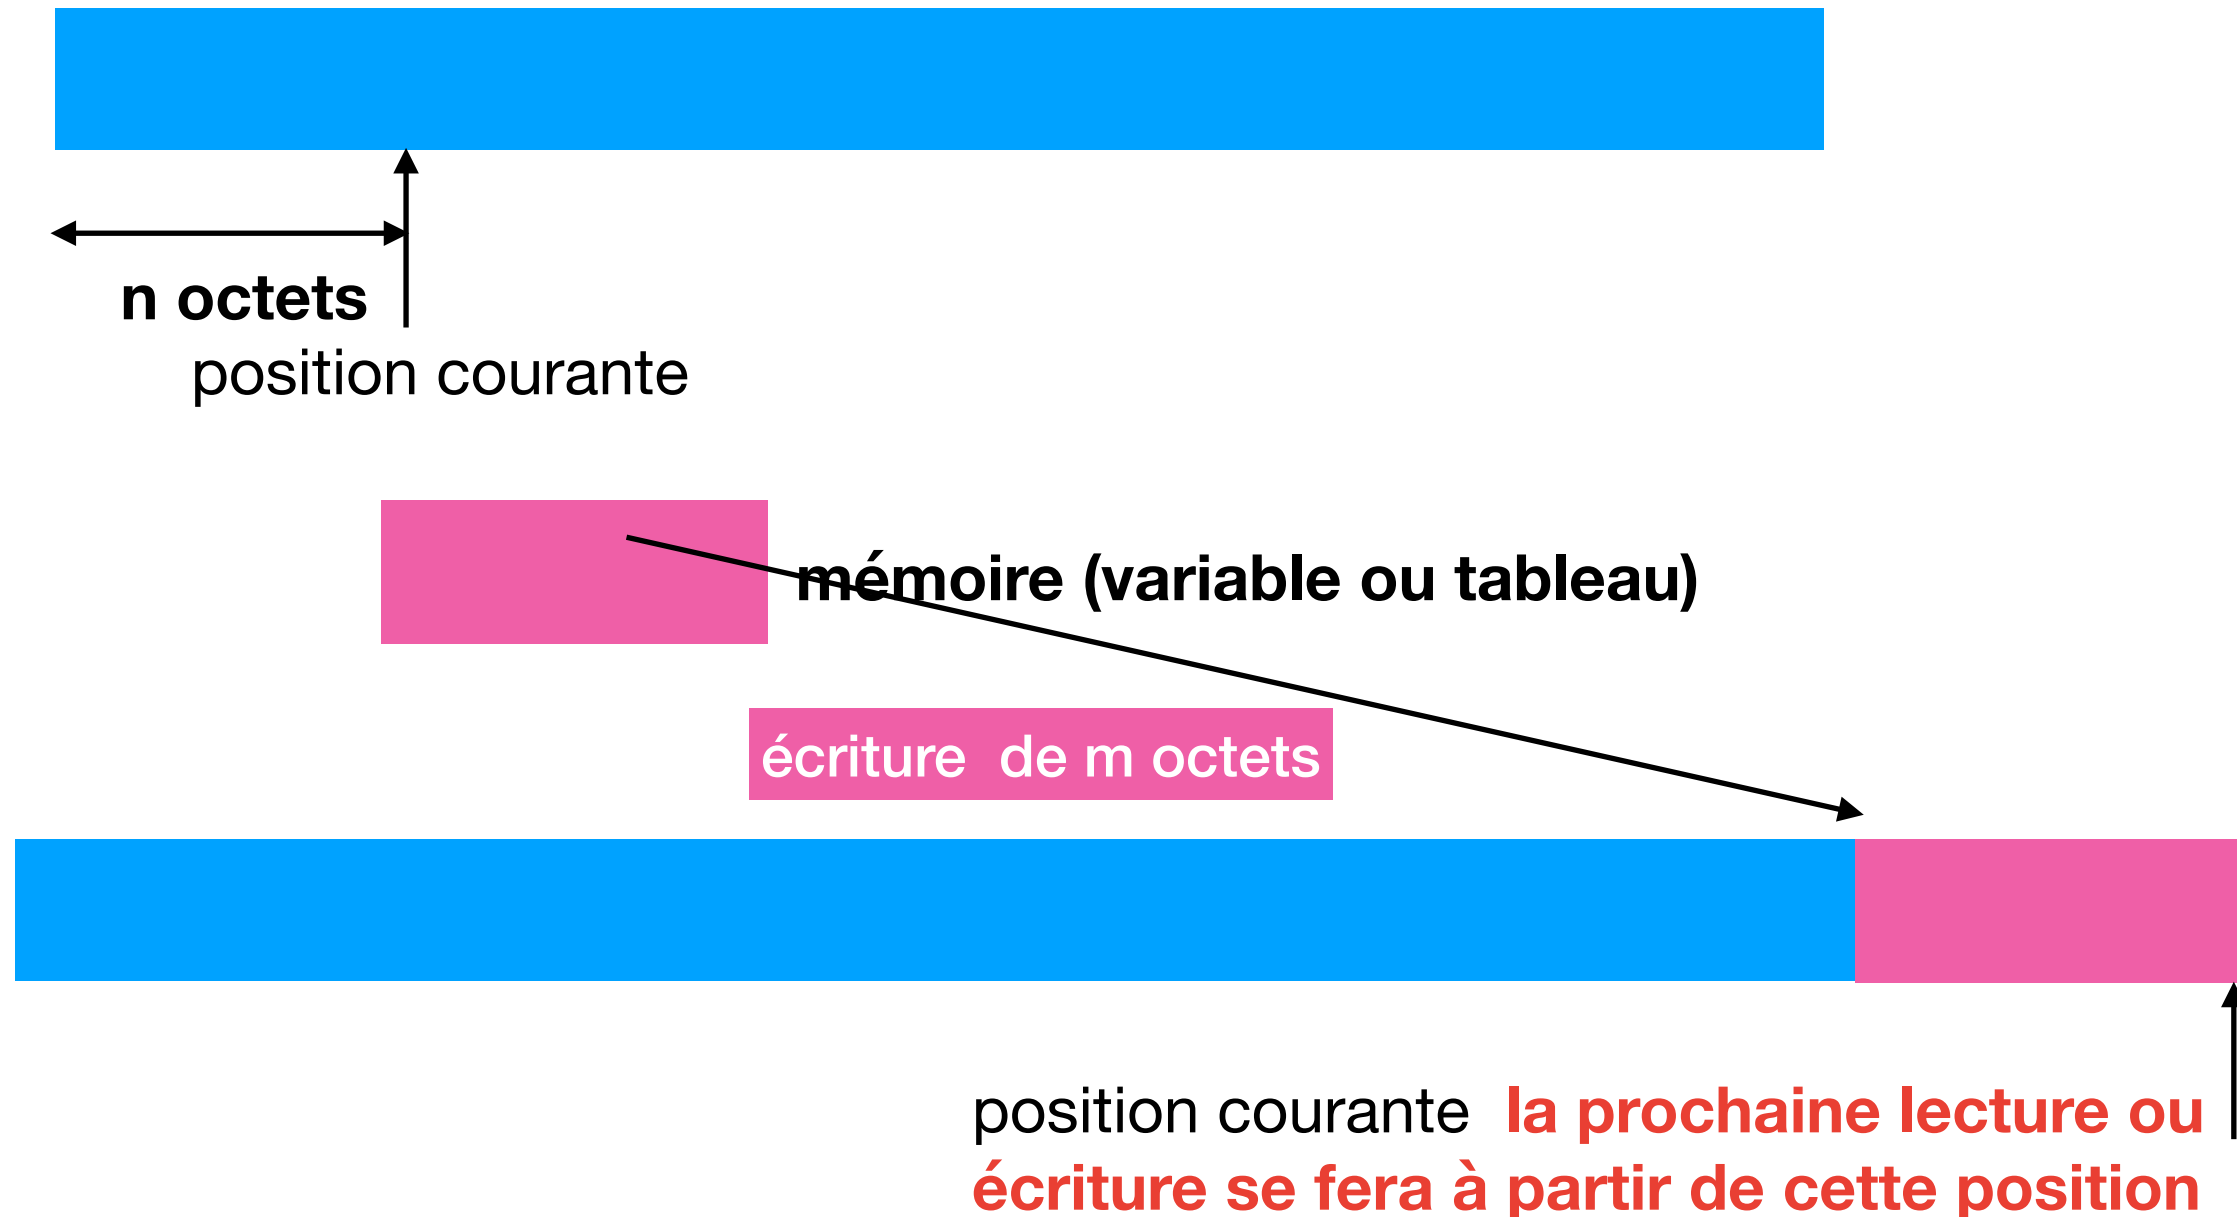 n octets
position courante
mémoire (variable ou tableau)
écriture  de m octets
position courante  la prochaine lecture ou
écriture se fera à partir de cette position